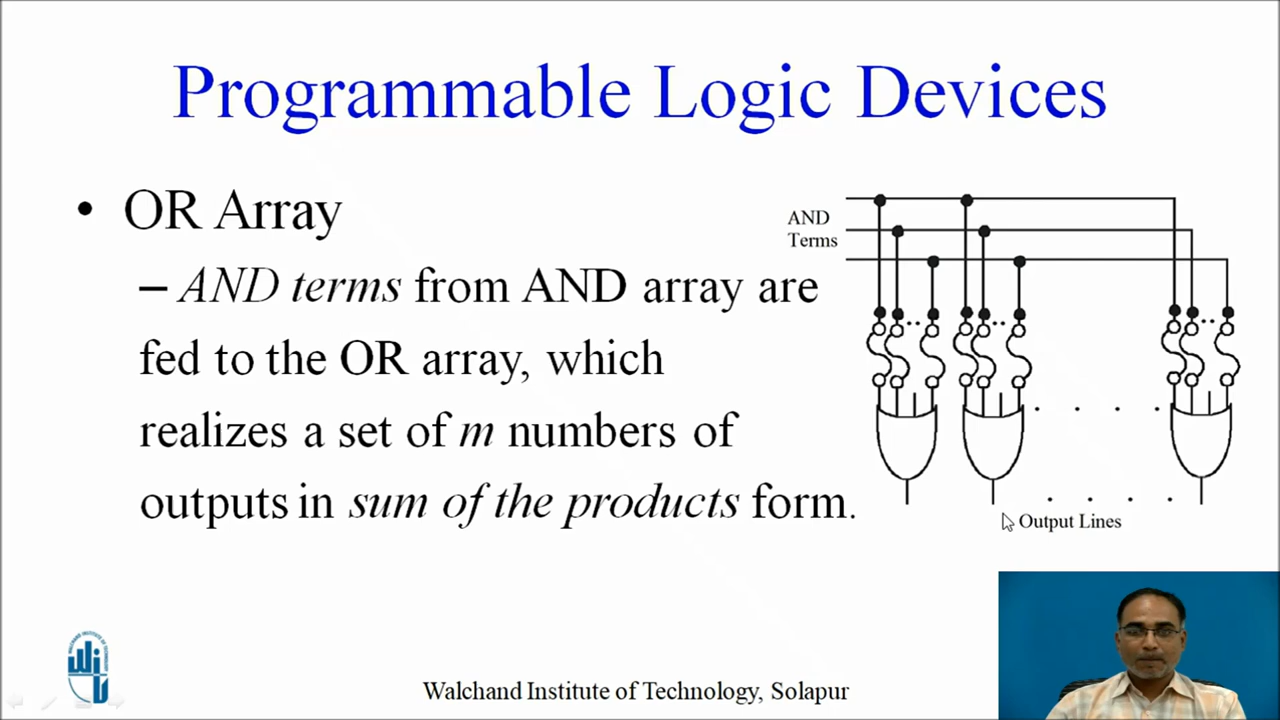 Programmable Logic Devices
• OR Array
– AND terms from AND array are
fed to the OR array, which
realizes a set of m numbers of
outputs in sum of the products form.
AND
Terms
Output Lines
Walchand Institute of Technology, Solapur